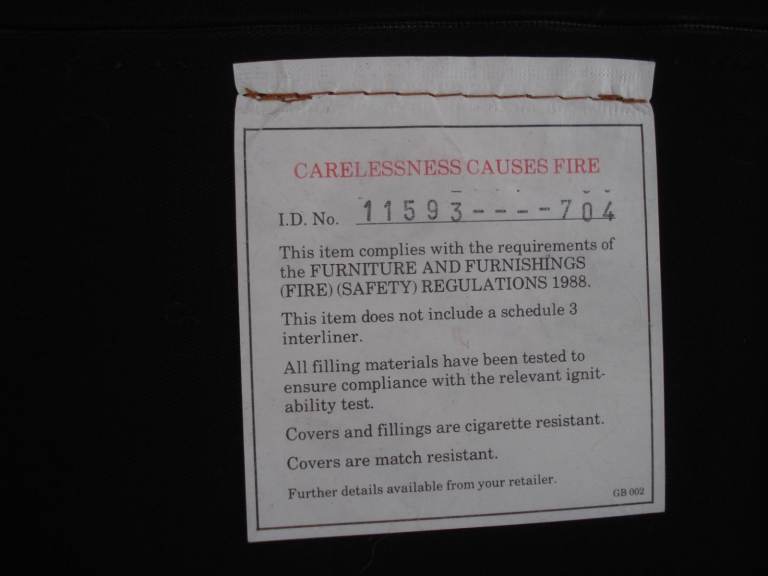 CARELESSNESS CAUSES FIRE
I.D. No. 11593----704
This item complies with the requirements of
the FURNITURE AND FURNISHINGS
(FIRE) (SAFETY) REGULATIONS 1988.
This item does not include a schedule 3
interliner.
All filling materials have been tested to
ensure compliance with the relevant ignit-
ability test.
Covers and fillings are cigarette resistant.
Covers are match resistant.
Further details available from your retailer.
GB 002